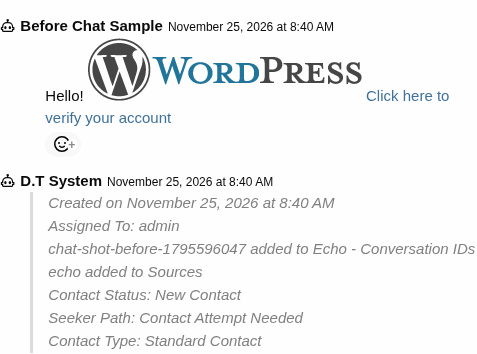 Before Chat Sample November 25, 2026 at 8:40 AM
Hello! WORDPRESS Click here to
verify your account
D.T System November 25, 2026 at 8:40 AM
Created on November 25, 2026 at 8:40 AM
Assigned To: admin
chat-shot-before-1795596047 added to Echo - Conversation IDs
echo added to Sources
Contact Status: New Contact
Seeker Path: Contact Attempt Needed
Contact Type: Standard Contact